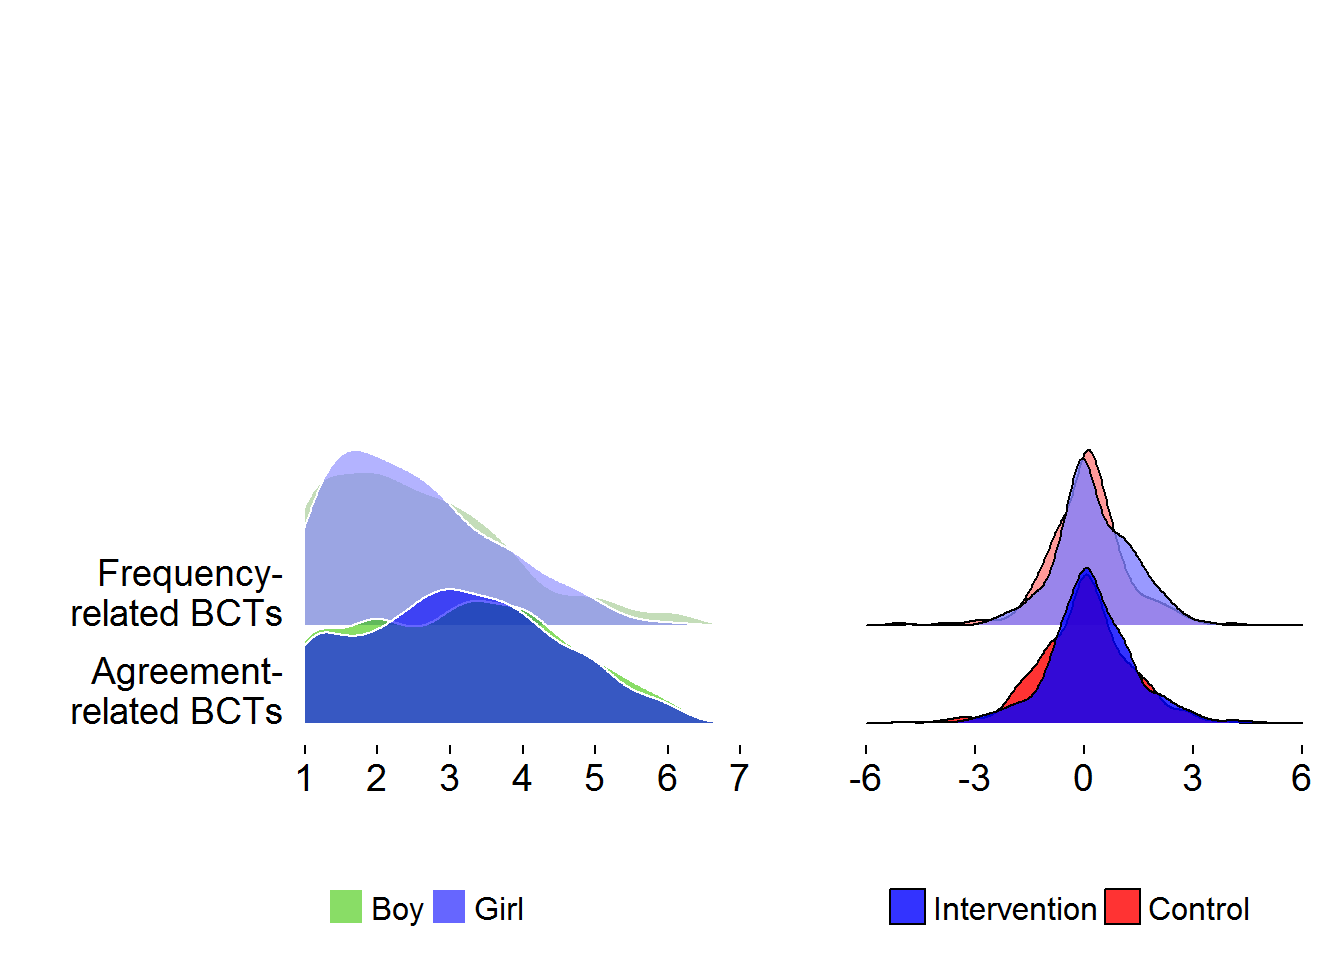 Frequency-
related BCTs
Agreement-
related BCTs
1 2 3 4 5 6 7
-6 -3 0 3 6
Boy Girl
Intervention Control